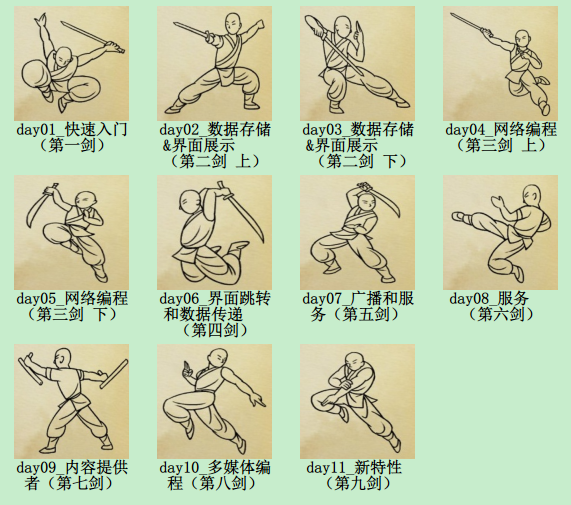 day01_快速入门
（第一剑）
day02_数据存储
&界面展示
（第二剑 上）
day03_数据存储
&界面展示
（第二剑 下）
day04_网络编程
（第三剑 上）
day05_网络编程
（第三剑 下）
day06_界面跳转
和数据传递
（第四剑）
day07_广播和服
务（第五剑）
day08_服务
（第六剑）
day09_内容提供
者（第七剑）
day10_多媒体编
程（第八剑）
day11_新特性
（第九剑）